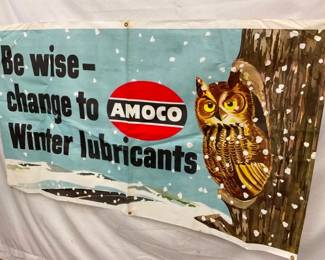 Be wise-
change to AMOCO
Winter lubricants